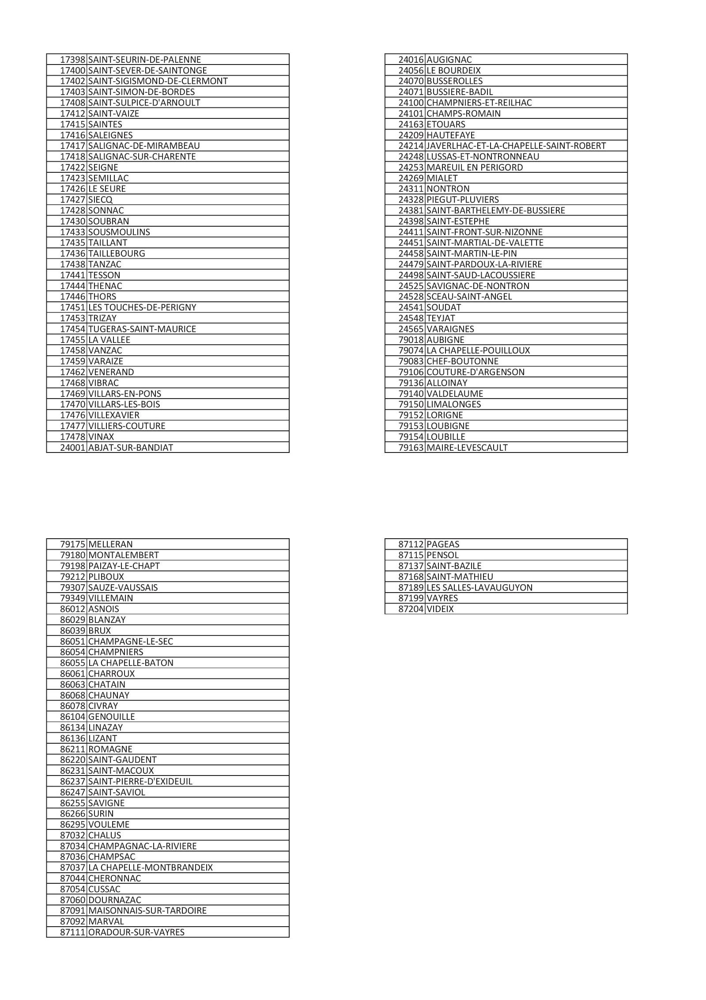 17398 SAINT-SEURIN-DE-PALENNE
17400 SAINT-SEVER-DE-SAINTONGE
17402 SAINT-SIGISMOND-DE-CLERMONT
17403 SAINT-SIMON-DE-BORDES
17408 SAINT-SULPICE-D'ARNOULT
17412 SAINT-VAIZE
17415 SAINTES
17416 SALEIGNES
17417 SALIGNAC-DE-MIRAMBEAU
17418 SALIGNAC-SUR-CHARENTE
17422 SEIGNE
17423 SEMILLAC
17426 LE SEURE
17427 SIECQ
17428 SONNAC
17430 SOUBRAN
17433 SOUSMOULINS
17435 TAILLANT
17436 TAILLEBOURG
17438 TANZAC
17441 TESSON
17444 THENAC
17446 THORS
17451 LES TOUCHES-DE-PERIGNY
17453 TRIZAY
17454 TUGERAS-SAINT-MAURICE
17455 LA VALLEE
17458 VANZAC
17459 VARAIZE
17462 VENERAND
17468 VIBRAC
17469 VILLARS-EN-PONS
17470 VILLARS-LES-BOIS
17476 VILLEXAVIER
17477 VILLIERS-COUTURE
17478 VINAX
24001 ABJAT-SUR-BANDIAT
24016 AUGIGNAC
24056 LE BOURDEIX
24070 BUSSEROLLES
24071 BUSSIERE-BADIL
24100 CHAMPNIERS-ET-REILHAC
24101 CHAMPS-ROMAIN
24163 ETOUARS
24209 HAUTEFAYE
24214 JAVERLHAC-ET-LA-CHAPELLE-SAINT-ROBERT
24248 LUSSAS-ET-NONTRONNEAU
24253 MAREUIL EN PERIGORD
24269 MIALET
24311 NONTRON
24328 PIEGUT-PLUVIERS
24381 SAINT-BARTHELEMY-DE-BUSSIERE
24398 SAINT-ESTEPHE
24411 SAINT-FRONT-SUR-NIZONNE
24451 SAINT-MARTIAL-DE-VALETTE
24458 SAINT-MARTIN-LE-PIN
24479 SAINT-PARDOUX-LA-RIVIERE
24498 SAINT-SAUD-LACOUSSIERE
24525 SAVIGNAC-DE-NONTRON
24528 SCEAU-SAINT-ANGEL
24541 SOUDAT
24548 TEYJAT
24565 VARAIGNES
79018 AUBIGNE
79074 LA CHAPELLE-POUILLOUX
79083 CHEF-BOUTONNE
79106 COUTURE-D'ARGENSON
79136 ALLOINAY
79140 VALDELAUME
79150 LIMALONGES
79152 LORIGNE
79153 LOUBIGNE
79154 LOUBILLE
79163 MAIRE-LEVESCAULT
79175 MELLERAN
79180 MONTALEMBERT
79198 PAIZAY-LE-CHAPT
79212 PLIBOUX
79307 SAUZE-VAUSSAIS
79349 VILLEMAIN
86012 ASNOIS
86029 BLANZAY
86039 BRUX
86051 CHAMPAGNE-LE-SEC
86054 CHAMPNIERS
86055 LA CHAPELLE-BATON
86061 CHARROUX
86063 CHATAIN
86068 CHAUNAY
86078 CIVRAY
86104 GENOUILLE
86134 LINAZAY
86136 LIZANT
86211 ROMAGNE
86220 SAINT-GAUDENT
86231 SAINT-MACOUX
86237 SAINT-PIERRE-D'EXIDEUIL
86247 SAINT-SAVIOL
86255 SAVIGNE
86266 SURIN
86295 VOULEME
87032 CHALUS
87034 CHAMPAGNAC-LA-RIVIERE
87036 CHAMPSAC
87037 LA CHAPELLE-MONTBRANDEIX
87044 CHERONNAC
87054 CUSSAC
87060 DOURNAZAC
87091 MAISONNAIS-SUR-TARDOIRE
87092 MARVAL
87111 ORADOUR-SUR-VAYRES
87112 PAGEAS
87115 PENSOL
87137 SAINT-BAZILE
87168 SAINT-MATHIEU
87189 LES SALLES-LAVAUGUYON
87199 VAYRES
87204 VIDEIX